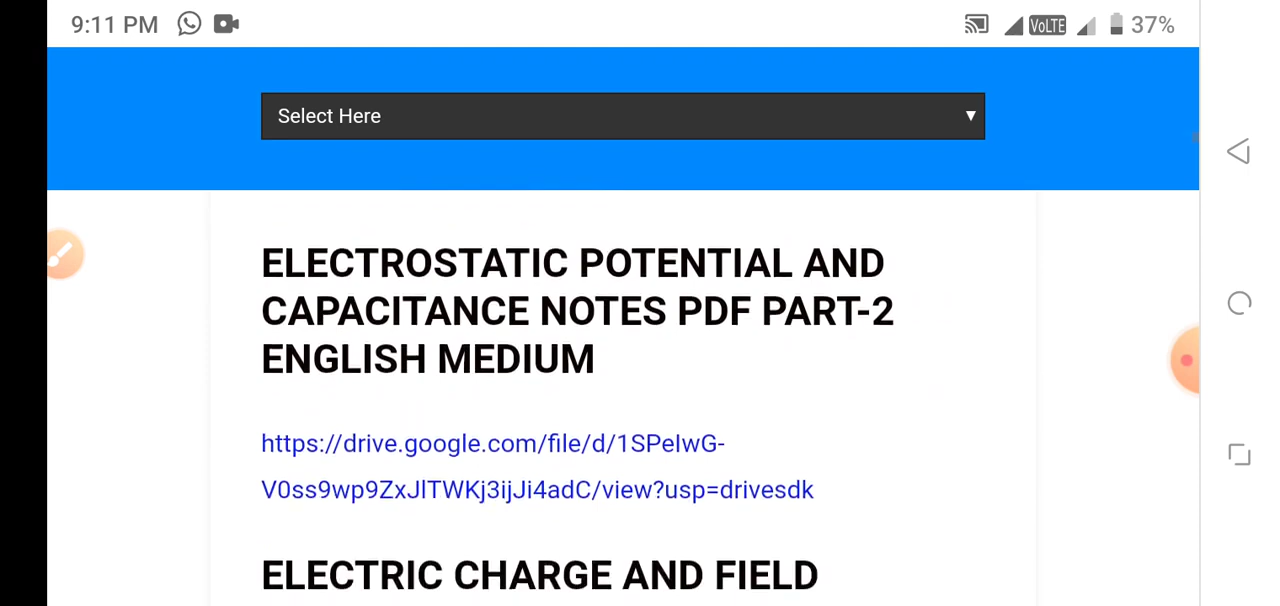 9:11 PM VoLTE 37%
Select Here
ELECTROSTATIC POTENTIAL AND
CAPACITANCE NOTES PDF PART-2
ENGLISH MEDIUM
https://drive.google.com/file/d/1SPeIwG-
V0ss9wp9ZxJlTWKj3ijJi4adC/view?usp=drivesdk
ELECTRIC CHARGE AND FIELD